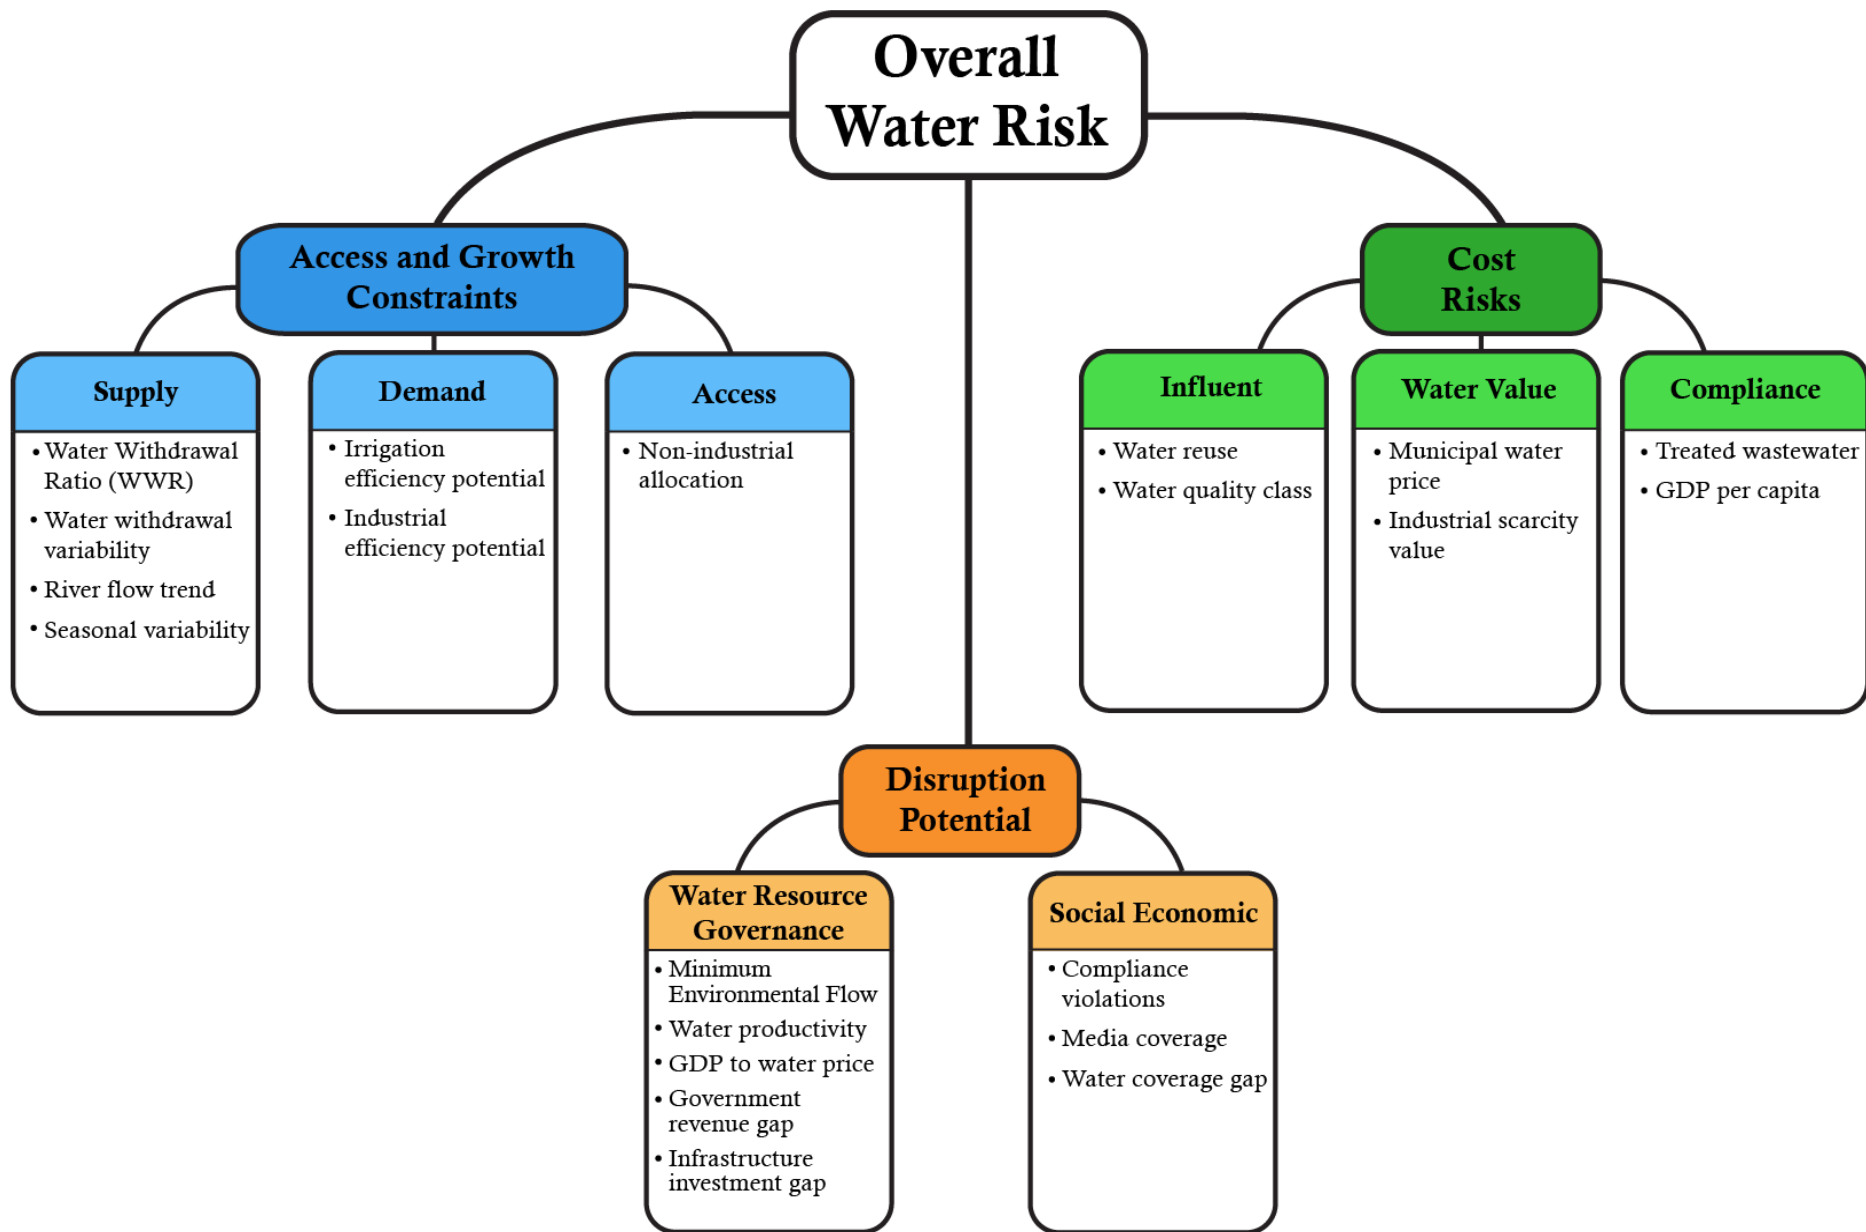 Overall
Water Risk
Access and Growth
Constraints
Supply
• Water Withdrawal
Ratio (WWR)
• Water withdrawal
variability
• River flow trend
• Seasonal variability
Demand
• Irrigation
efficiency potential
• Industrial
efficiency potential
Access
• Non-industrial
allocation
Cost
Risks
Influent
• Water reuse
• Water quality class
Water Value
• Municipal water
price
• Industrial scarcity
value
Compliance
• Treated wastewater
• GDP per capita
Disruption
Potential
Water Resource
Governance
• Minimum
Environmental Flow
• Water productivity
• GDP to water price
• Government
revenue gap
• Infrastructure
investment gap
Social Economic
• Compliance
violations
• Media coverage
• Water coverage gap